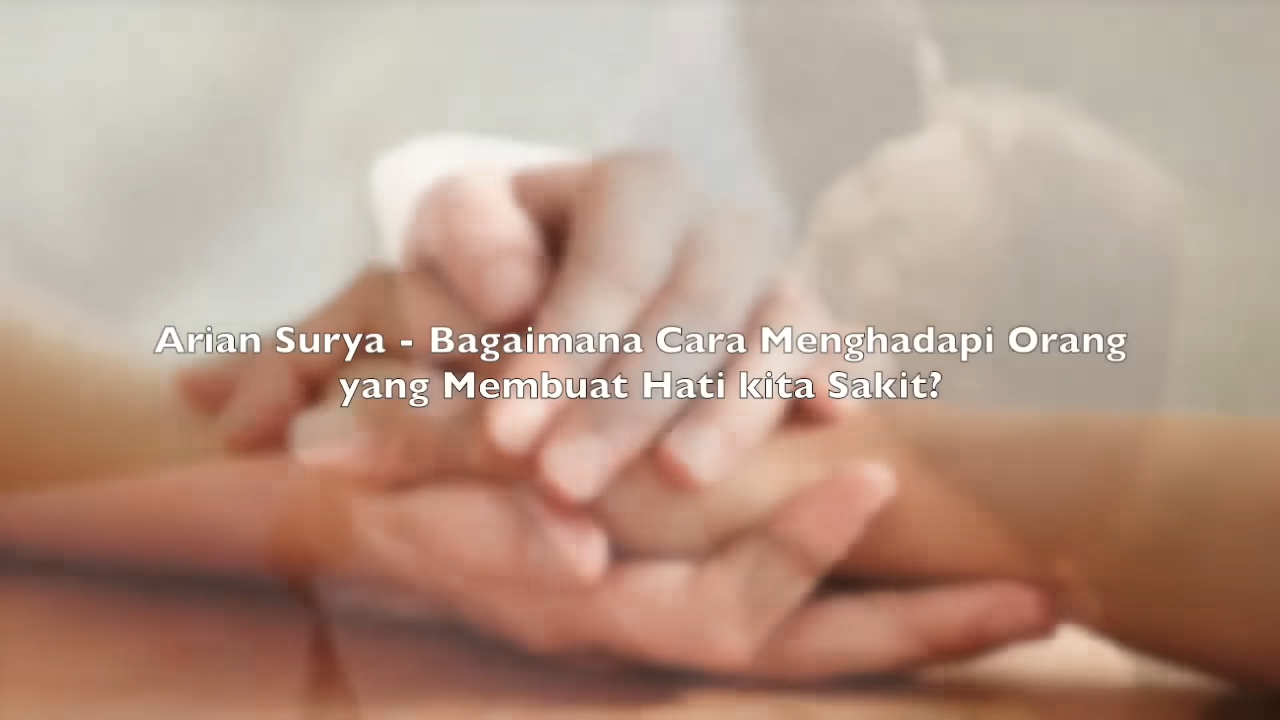 Arian Surya - Bagaimana Cara Menghadapi Orang
yang Membuat Hati kita Sakit?